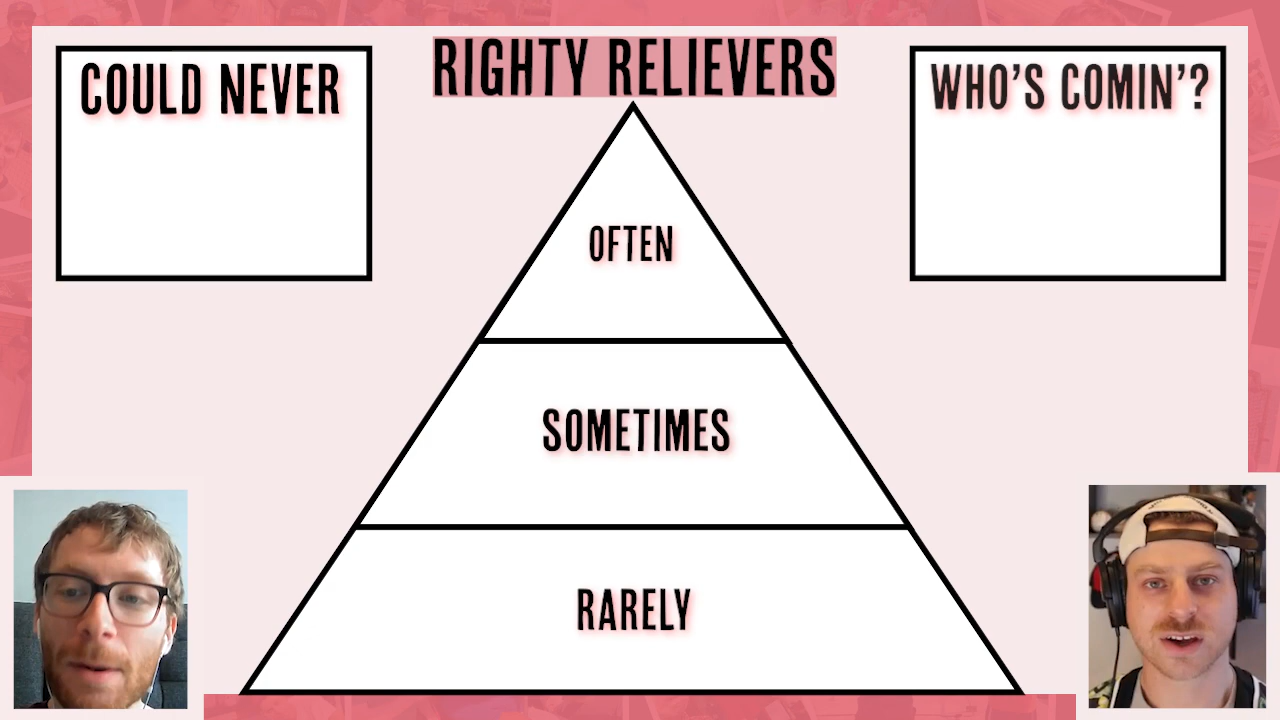 RIGHTY RELIEVERS
COULD NEVER
WHO'S COMIN'?
OFTEN
SOMETIMES
RARELY